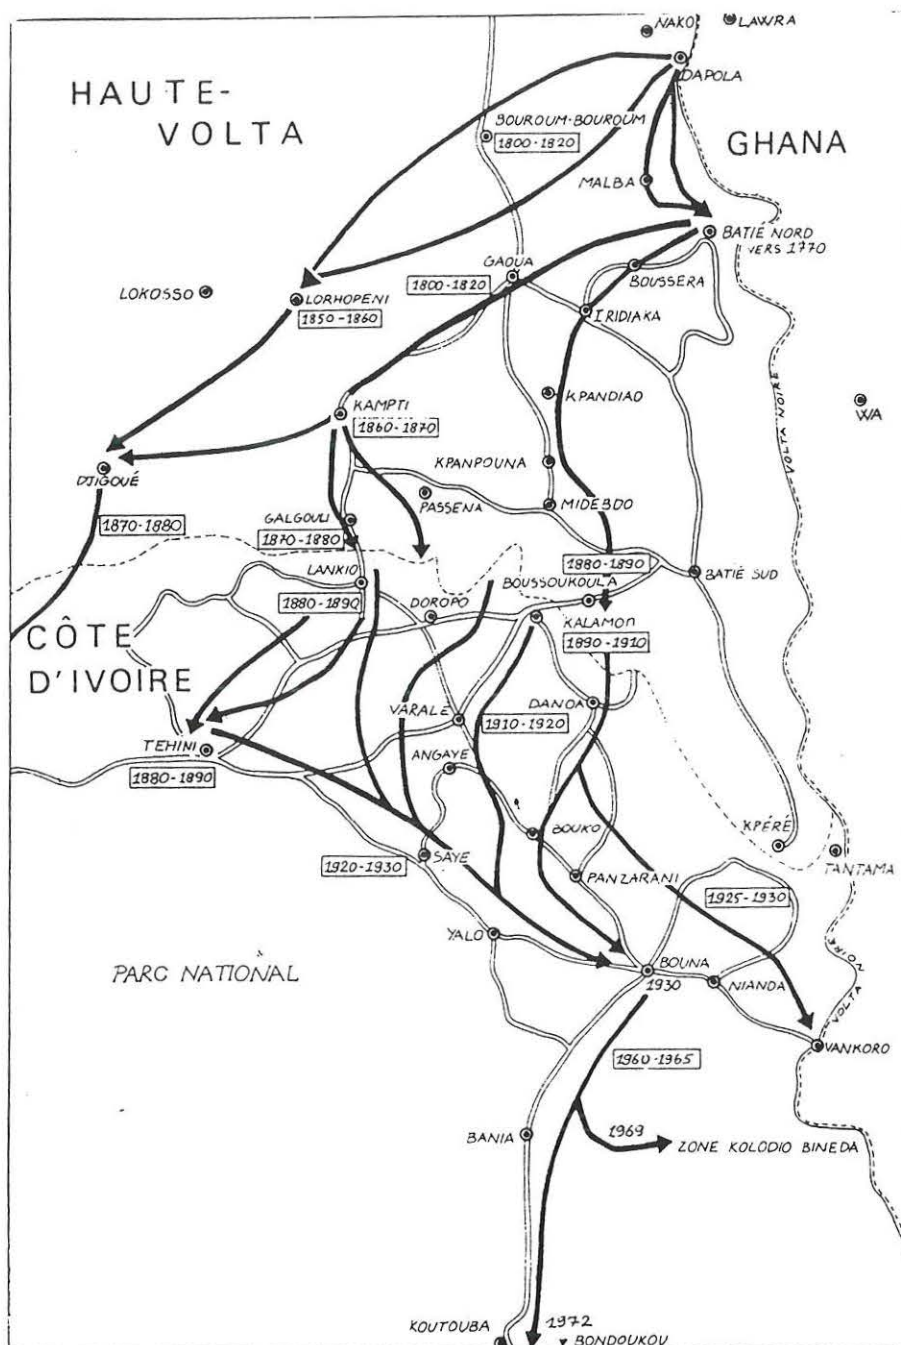 NAKO
LAWRA
DAPOLA
HAUTE-
VOLTA
BOUROUM-BOUROUM
1800-1820
GHANA
MALBA
BATIÉ NORD
VERS 1770
GAOUA
1800-1820
BOUSSERA
LOKOSSO
LORHOPENI
1850-1860
IRIDIAKA
KPANDIAO
VOLTA NOIRE
WA
KAMPTI
1860-1870
KPANPOUNA
DJIGOUÉ
PASSENA
MIDEBDO
1870-1880
GALGOULI
1870-1880
1880-1890
BATIÉ SUD
LANKIO
1880-1890
BOUSSOUKOULA
DOROPO
KALAMON
1890-1910
CÔTE
D'IVOIRE
VARALÉ
1910-1920
DANOA
TEHINI
1880-1890
ANGAYE
BOUKO
KPÉRÉ
SAYE
1920-1930
PANZARANI
TANTAMA
1925-1930
YALO
PARC NATIONAL
BOUNA
1930
NIANDA
VOLTA NOIRE
VANKORO
1960-1965
BANIA
1969
ZONE KOLODIO BINEDA
KOUTOUBA
1972
BONDOUKOU